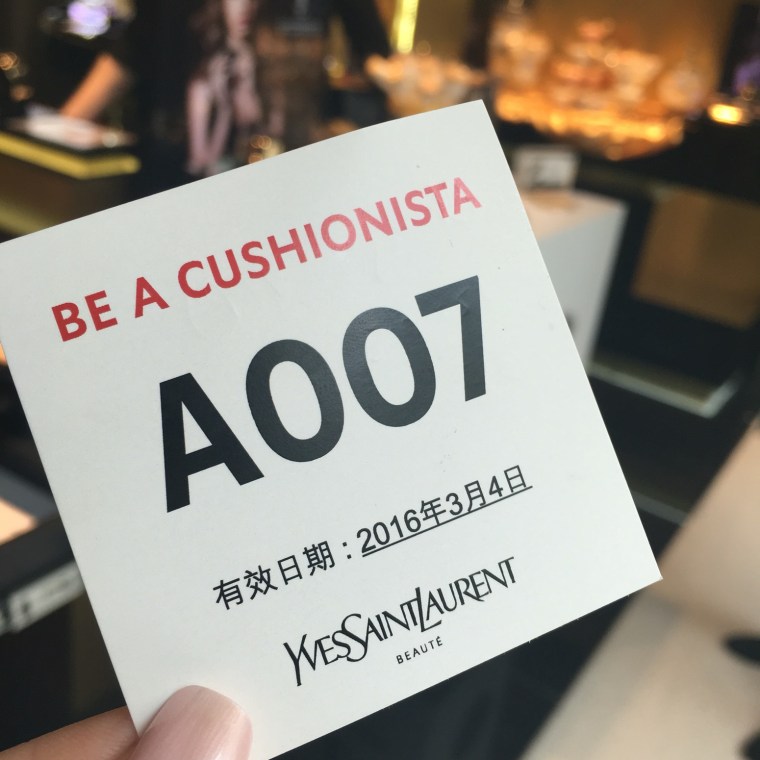 BE A CUSHIONISTA
A007
有效日期：2016年3月4日
YVESSAINTLAURENT
BEAUTÉ